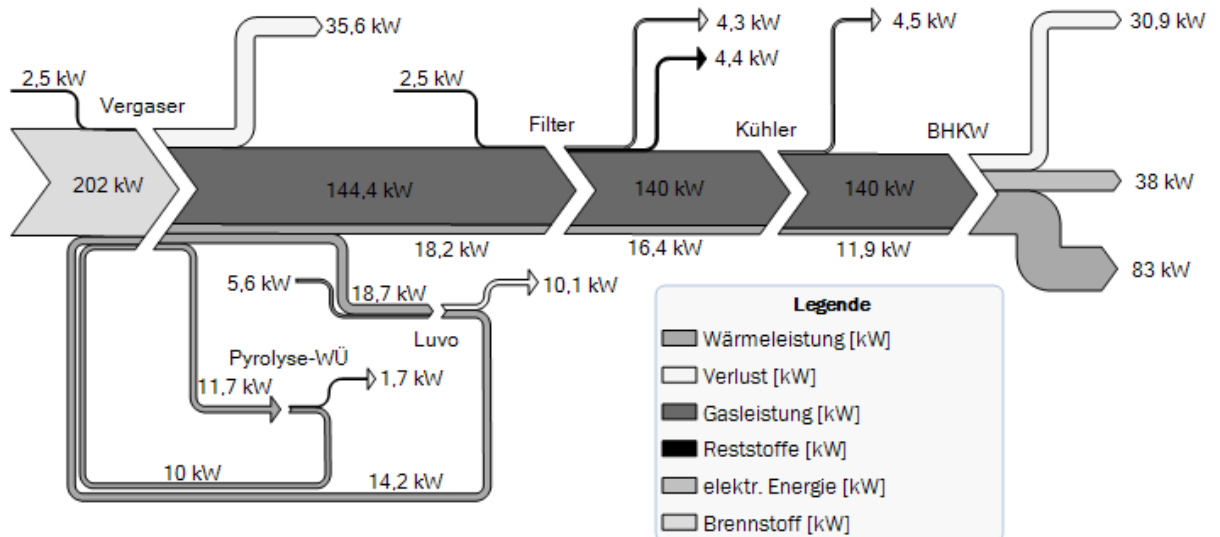 35,6 kW
4,3 kW
4,5 kW
30,9 kW
4,4 kW
2,5 kW
Vergaser
2,5 kW
Filter
Kühler
BHKW
202 kW
144,4 kW
140 kW
140 kW
38 kW
18,2 kW
16,4 kW
11,9 kW
83 kW
5,6 kW
18,7 kW
10,1 kW
Luvo
Pyrolyse-WÜ
11,7 kW
1,7 kW
10 kW
14,2 kW
Legende
Wärmeleistung [kW]
Verlust [kW]
Gasleistung [kW]
Reststoffe [kW]
elektr. Energie [kW]
Brennstoff [kW]